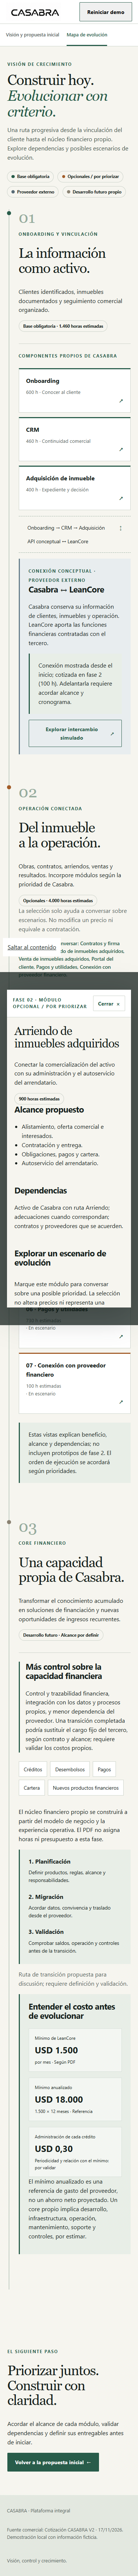 CASABRA
Reiniciar demo
Visión y propuesta inicial
Mapa de evolución
VISIÓN DE CRECIMIENTO
Construir hoy.
Evolucionar con
criterio.
Una ruta progresiva desde la vinculación del
cliente hasta el núcleo financiero propio.
Explore dependencias y posibles escenarios de
evolución.
Base obligatoria
Opcionales / por priorizar
Proveedor externo
Desarrollo futuro propio
01
ONBOARDING Y VINCULACIÓN
La información
como activo.
Clientes identificados, inmuebles
documentados y seguimiento comercial
organizado.
Base obligatoria · 1.460 horas estimadas
COMPONENTES PROPIOS DE CASABRA
Onboarding
600 h · Conocer al cliente
↗
CRM
460 h · Continuidad comercial
↗
Adquisición de inmueble
400 h · Expediente y decisión
↗
Onboarding → CRM → Adquisición
API conceptual ↔ LeanCore
CONEXIÓN CONCEPTUAL ·
PROVEEDOR EXTERNO
Casabra ↔ LeanCore
Casabra conserva su información
de clientes, inmuebles y operación.
LeanCore aporta las funciones
financieras contratadas con el
tercero.
Conexión mostrada desde el
inicio; cotizada en fase 2
(100 h). Adelantarla requiere
acordar alcance y
cronograma.
Explorar intercambio
simulado
↗
02
OPERACIÓN CONECTADA
Del inmueble
a la operación.
Obras, contratos, arriendos, ventas y
resultados. Incorpore módulos según la
prioridad de Casabra.
Opcionales · 4.000 horas estimadas
La selección solo ayuda a conversar sobre
escenarios. No modifica un precio ni
equivale a contratación.
Saltar al contenido
Venta de inmuebles adquiridos, Portal del
cliente, Pagos y utilidades, Conexión con
FASE 02 · MÓDULO
OPCIONAL / POR PRIORIZAR
Cerrar ×
Arriendo de
inmuebles adquiridos
Conectar la comercialización del activo
con su administración y el autoservicio
del arrendatario.
900 horas estimadas
Alcance propuesto
Alistamiento, oferta comercial e
interesados.
Contratación y entrega.
Obligaciones, pagos y cartera.
Autoservicio del arrendatario.
Dependencias
Activo de Casabra con ruta Arriendo;
adecuaciones cuando correspondan;
contratos y proveedores que se acuerden.
Explorar un escenario de
evolución
Marque este módulo para conversar
sobre una posible prioridad. La selección
no altera precios ni representa una
· En escenario
↗
07 · Conexión con proveedor
financiero
100 h estimadas
· En escenario
↗
Estas vistas explican beneficio,
alcance y dependencias; no
incluyen prototipos de fase 2. El
orden de ejecución se acordará
según prioridades.
03
CORE FINANCIERO
Una capacidad
propia de Casabra.
Transformar el conocimiento acumulado
en soluciones de financiación y nuevas
oportunidades de ingresos recurrentes.
Desarrollo futuro · Alcance por definir
Más control sobre la
capacidad financiera
Control y trazabilidad financiera,
integración con los datos y procesos
propios, y menor dependencia del
proveedor. Una transición completada
podría sustituir el cargo fijo del tercero,
según contrato y alcance; requiere
validar los costos propios.
Créditos
Desembolsos
Pagos
Cartera
Nuevos productos financieros
El núcleo financiero propio se construirá a
partir del modelo de negocio y la
experiencia operativa. El PDF no asigna
horas ni presupuesto a esta fase.
1. Planificación
Definir productos, reglas, alcance y
responsabilidades.
2. Migración
Acordar datos, convivencia y traslado
desde el proveedor.
3. Validación
Comprobar saldos, operación y controles
antes de la transición.
Ruta de transición propuesta para
discusión; requiere definición y validación.
Entender el costo antes
de evolucionar
Mínimo de LeanCore
USD 1.500
por mes · Según PDF
Mínimo anualizado
USD 18.000
1.500 × 12 meses · Referencia
Administración de cada crédito
USD 0,30
Periodicidad y relación con el mínimo
por validar
El mínimo anualizado es una
referencia del gasto del proveedor,
no un ahorro neto proyectado. Un
core propio implica desarrollo,
infraestructura, operación,
mantenimiento, soporte y
controles, por estimar.
EL SIGUIENTE PASO
Priorizar juntos.
Construir con
claridad.
Acordar el alcance de cada módulo, validar
dependencias y definir sus entregables antes
de iniciar.
Volver a la propuesta inicial ←
CASABRA · Plataforma integral
Fuente comercial: Cotización CASABRA V2 · 17/11/2026.
Demostración local con información ficticia.
Visión, control y crecimiento.